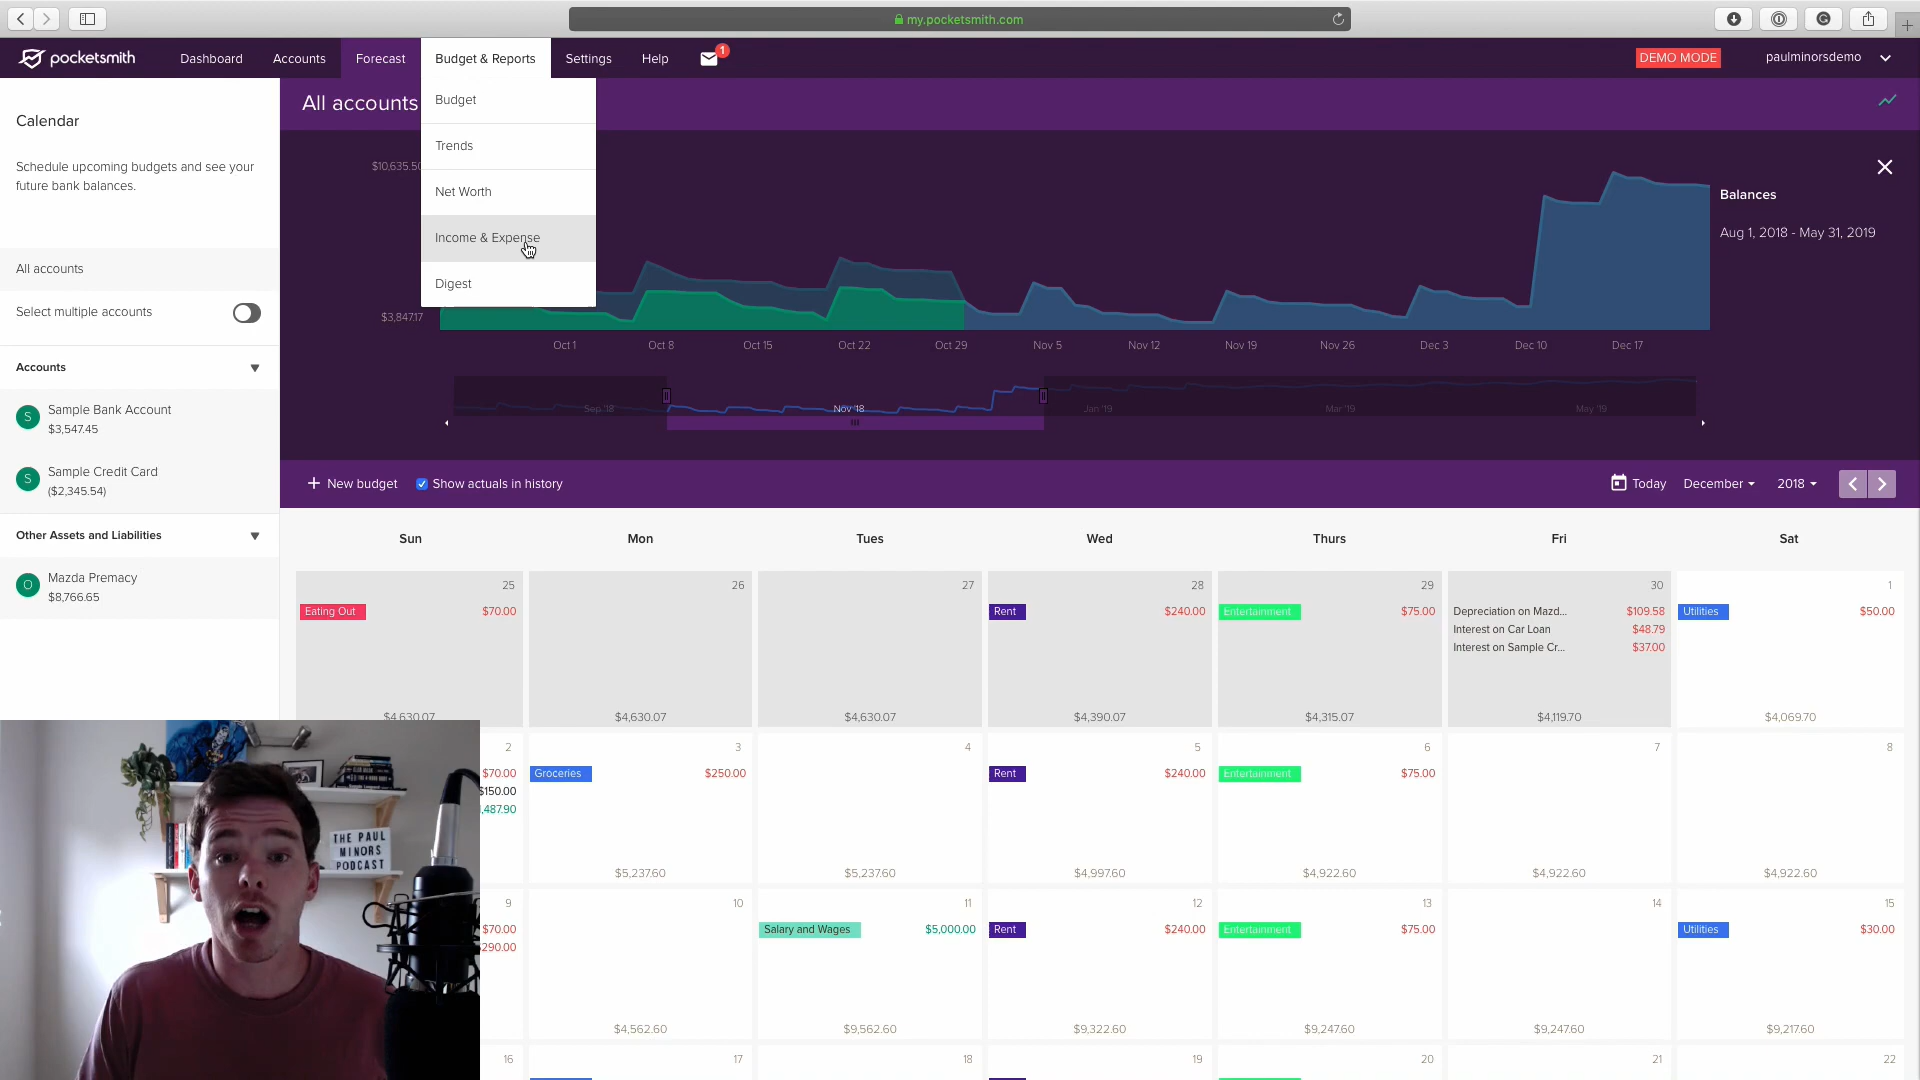 my.pocketsmith.com
pocketsmith
Dashboard
Accounts
Forecast
Budget & Reports
Settings
Help
1
DEMO MODE
paulminorsdemo
Budget
Trends
Net Worth
Income & Expense
Digest
Calendar
Schedule upcoming budgets and see your
future bank balances.
All accounts
Select multiple accounts
Accounts
S
Sample Bank Account
$3,547.45
S
Sample Credit Card
($2,345.54)
Other Assets and Liabilities
O
Mazda Premacy
$8,766.65
All accounts
$10,635.50
$3,847.17
Oct 1
Oct 8
Oct 15
Oct 22
Oct 29
Nov 5
Nov 12
Nov 19
Nov 26
Dec 3
Dec 10
Dec 17
Balances
Aug 1, 2018 - May 31, 2019
Sep '18
Nov '18
Jan '19
Mar '19
May '19
+ New budget
Show actuals in history
Today
December
2018
Sun
Mon
Tues
Wed
Thurs
Fri
Sat
25
Eating Out $70.00
$4,630.07
26
$4,630.07
27
$4,630.07
28
Rent $240.00
$4,390.07
29
Entertainment $75.00
$4,315.07
30
Depreciation on Mazd... $109.58
Interest on Car Loan $48.79
Interest on Sample Cr... $37.00
$4,119.70
1
Utilities $50.00
$4,069.70
2
$70.00
$150.00
,487.90
3
Groceries $250.00
$5,237.60
4
$5,237.60
5
Rent $240.00
$4,997.60
6
Entertainment $75.00
$4,922.60
7
$4,922.60
8
$4,922.60
9
$70.00
$290.00
10
$4,562.60
11
Salary and Wages $5,000.00
$9,562.60
12
Rent $240.00
$9,322.60
13
Entertainment $75.00
$9,247.60
14
$9,247.60
15
Utilities $30.00
$9,217.60
16
17
18
19
20
21
22
THE PAUL
MINORS
PODCAST